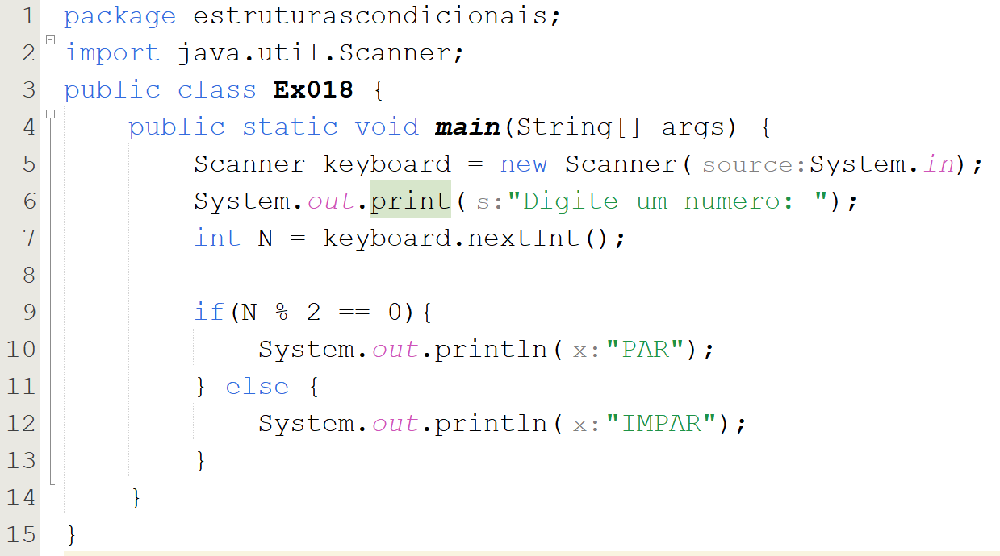 1 package estruturascondicionais;
2 import java.util.Scanner;
3 public class Ex018 {
4     public static void main(String[] args) {
5         Scanner keyboard = new Scanner( source:System.in);
6         System.out.print( s:"Digite um numero: ");
7         int N = keyboard.nextInt();
8
9         if(N % 2 == 0){
10             System.out.println( x:"PAR");
11         } else {
12             System.out.println( x:"IMPAR");
13         }
14     }
15 }